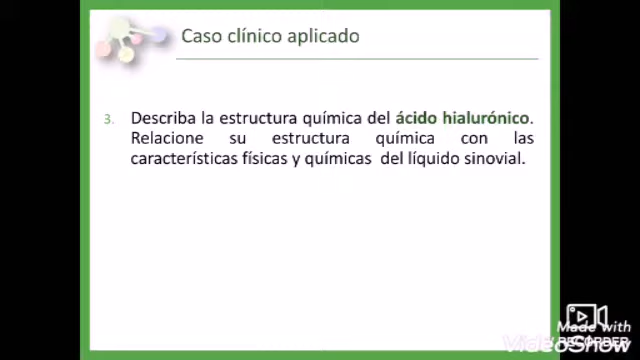 Caso clínico aplicado
3. Describa la estructura química del ácido hialurónico.
Relacione su estructura química con las
características físicas y químicas del líquido sinovial.
Made with
RECORDER
VideoShow